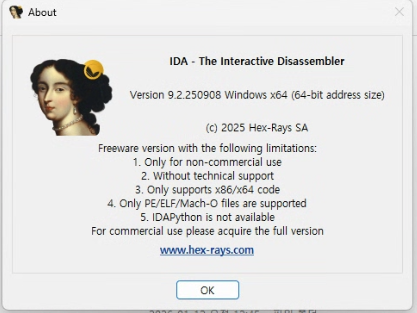 About
IDA - The Interactive Disassembler
Version 9.2.250908 Windows x64 (64-bit address size)
(c) 2025 Hex-Rays SA
Freeware version with the following limitations:
1. Only for non-commercial use
2. Without technical support
3. Only supports x86/x64 code
4. Only PE/ELF/Mach-O files are supported
5. IDAPython is not available
For commercial use please acquire the full version
www.hex-rays.com
OK